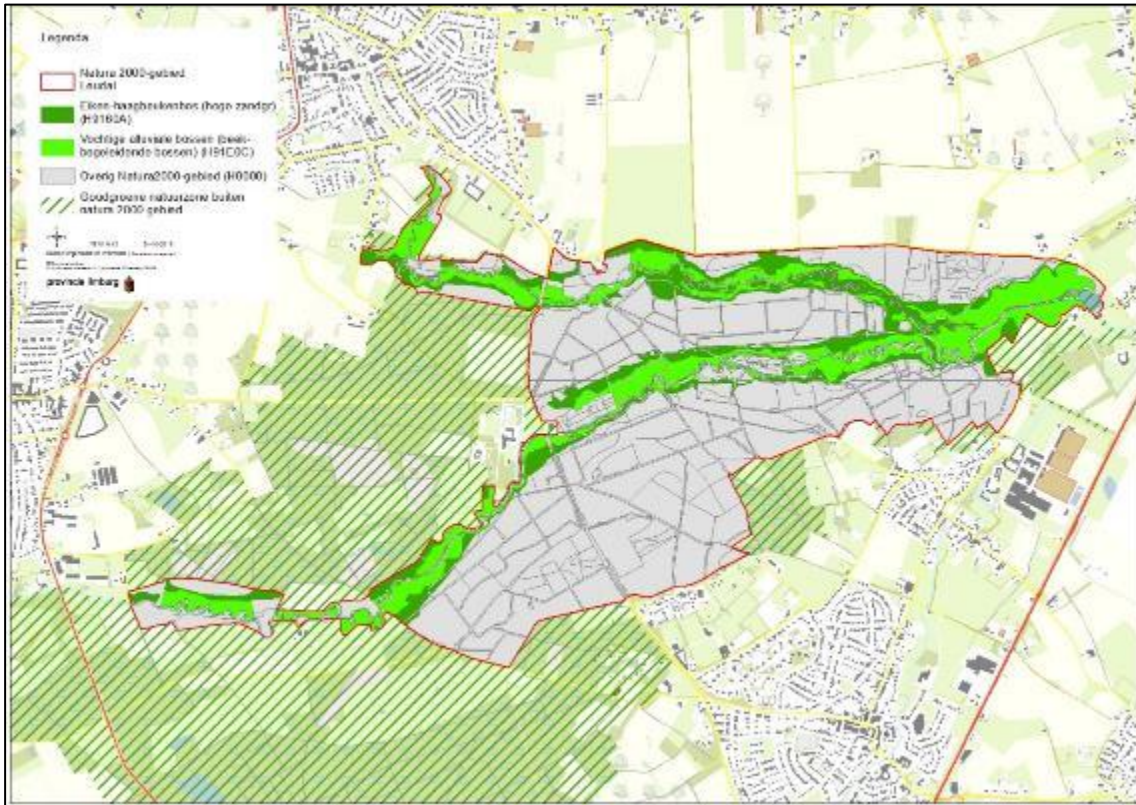 Legenda
Natura 2000-gebied
Leudal
Eiken-haagbeukenbos (hoge zandgr)
(H9160A)
Vochtige alluviale bossen (beek-
begeleidende bossen) (H91E0C)
Overig Natura2000-gebied (H0000)
Goudgroene natuurzone buiten
natura 2000 gebied
provincie limburg